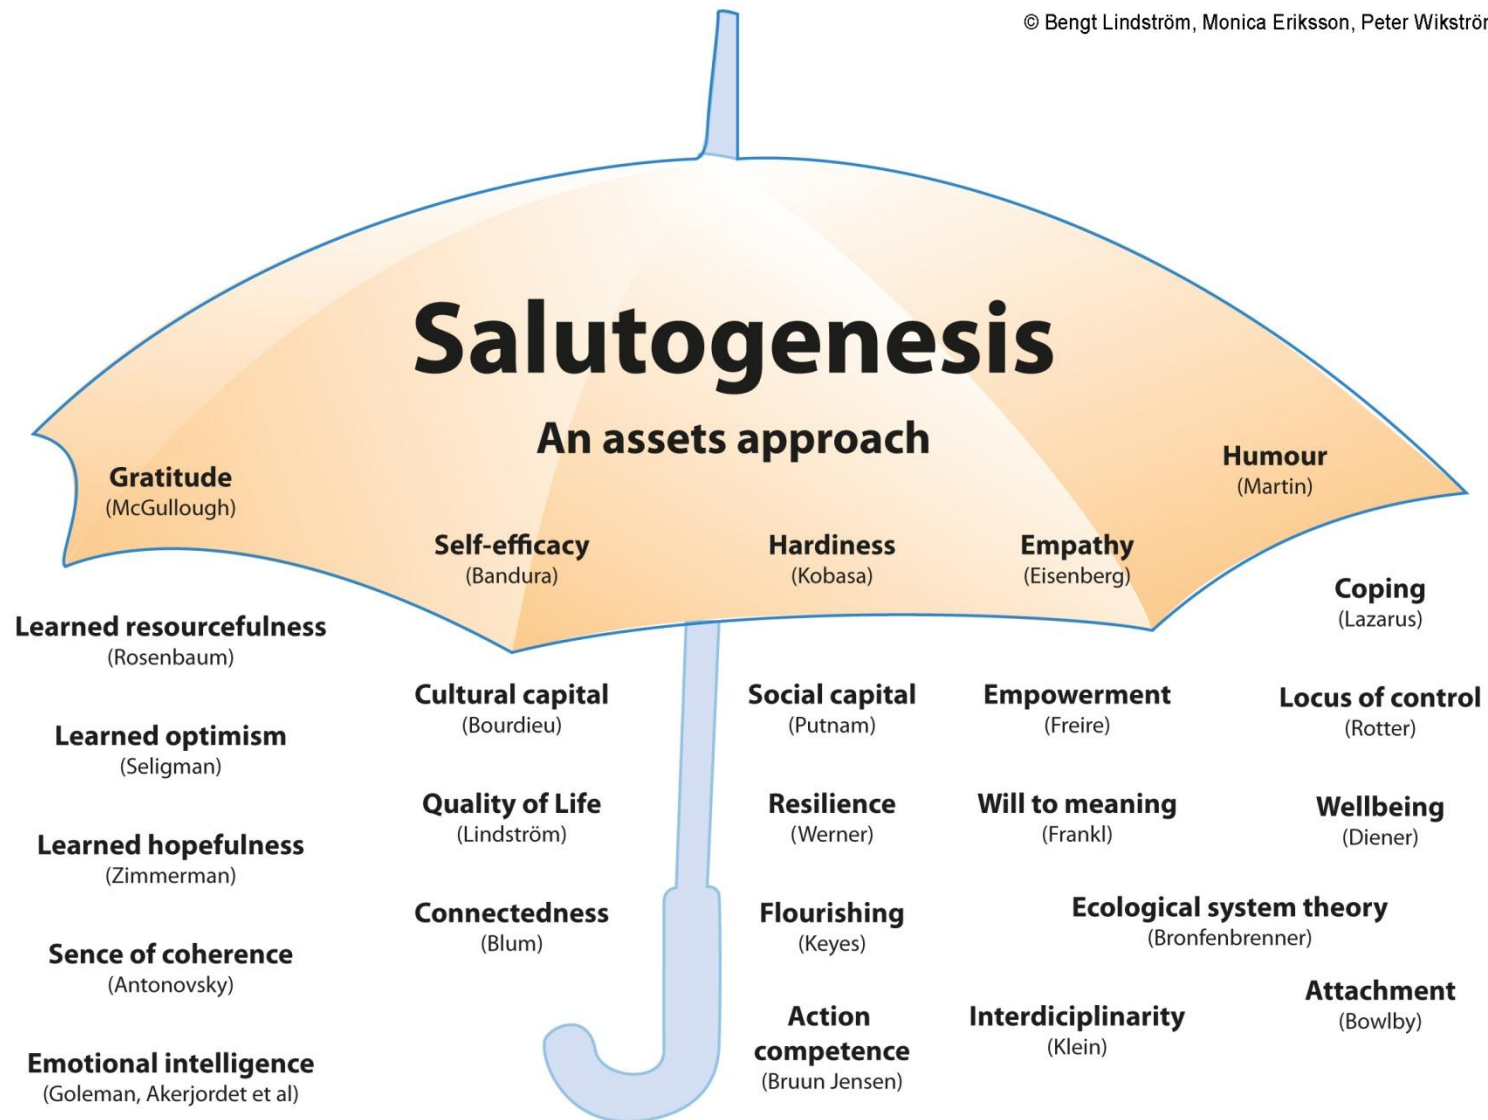 © Bengt Lindström, Monica Eriksson, Peter Wikströ
Salutogenesis
An assets approach
Gratitude
(McGullough)
Humour
(Martin)
Self-efficacy
(Bandura)
Hardiness
(Kobasa)
Empathy
(Eisenberg)
Coping
(Lazarus)
Learned resourcefulness
(Rosenbaum)
Cultural capital
(Bourdieu)
Social capital
(Putnam)
Empowerment
(Freire)
Locus of control
(Rotter)
Learned optimism
(Seligman)
Quality of Life
(Lindström)
Resilience
(Werner)
Will to meaning
(Frankl)
Wellbeing
(Diener)
Learned hopefulness
(Zimmerman)
Connectedness
(Blum)
Flourishing
(Keyes)
Ecological system theory
(Bronfenbrenner)
Sence of coherence
(Antonovsky)
Attachment
(Bowlby)
Action
competence
(Bruun Jensen)
Interdiciplinarity
(Klein)
Emotional intelligence
(Goleman, Akerjordet et al)